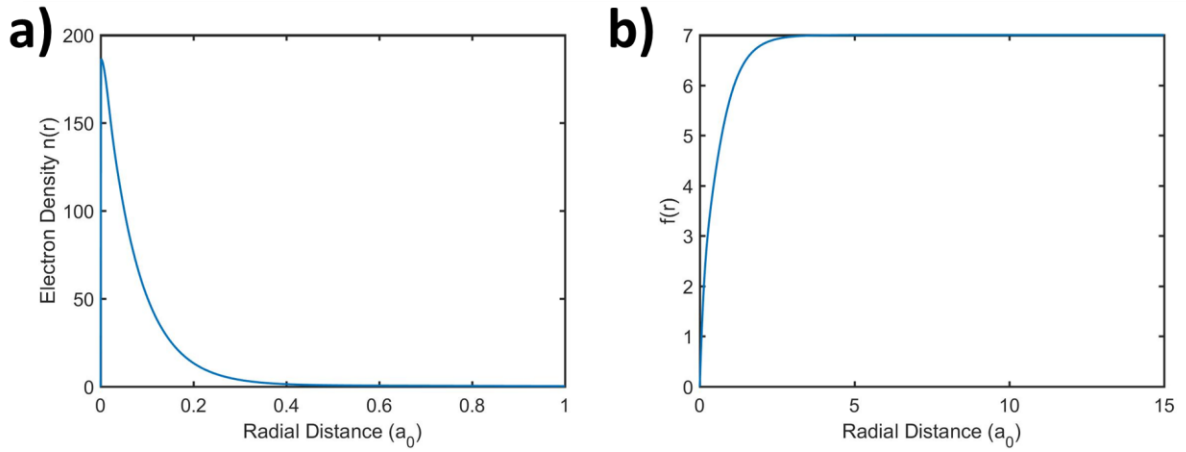 a)
200
150
100
50
0
Electron Density n(r)
0 0.2 0.4 0.6 0.8 1
Radial Distance (a₀)
b)
7
6
5
4
3
2
1
0
f(r)
0 5 10 15
Radial Distance (a₀)